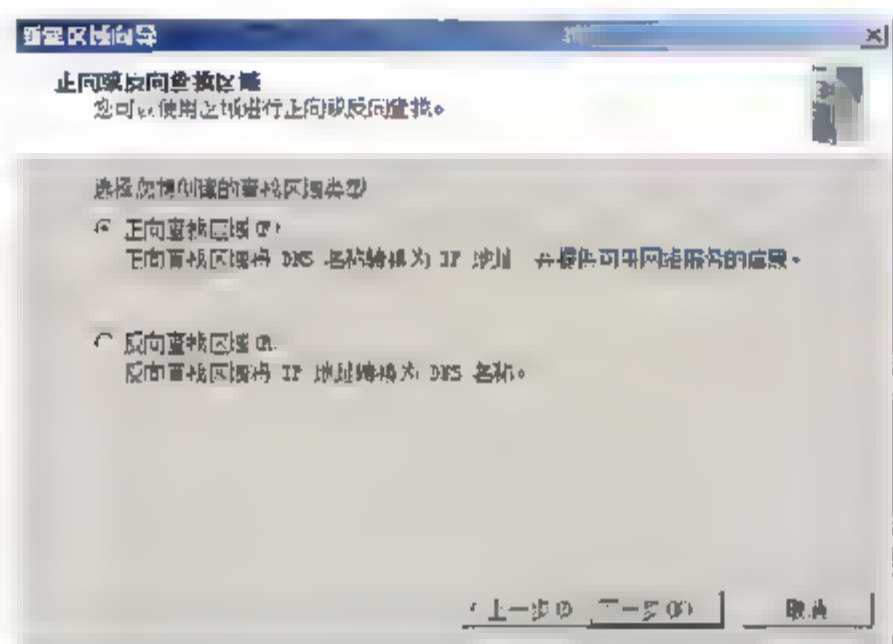 新建区域向导
正向或反向查找区域
您可以使用区域进行正向或反向查找。
选择您想创建的查找区域类型
正向查找区域(F)
正向查找区域将 DNS 名称转换为 IP 地址 并提供可用网络服务的信息。
反向查找区域(R)
反向查找区域将 IP 地址转换为 DNS 名称。
<上一步(B) 下一步(N) 取消